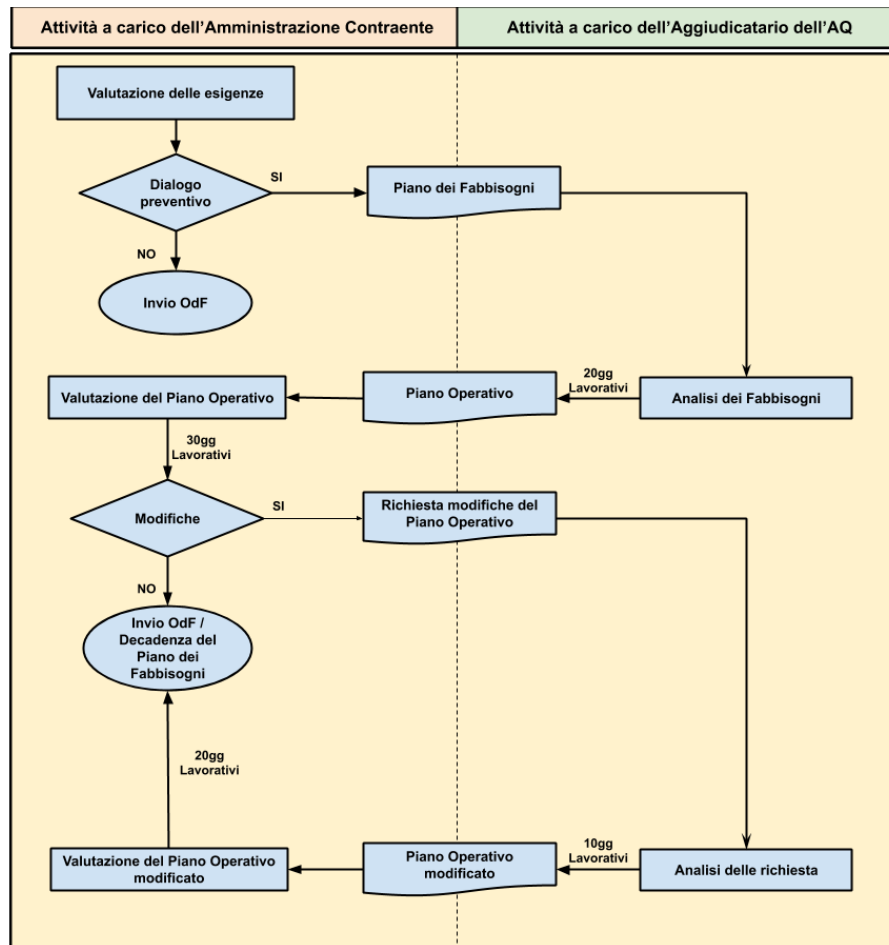 Attività a carico dell'Amministrazione Contraente
Attività a carico dell'Aggiudicatario dell'AQ
Valutazione delle esigenze
Dialogo
preventivo
SI
Piano dei Fabbisogni
NO
Invio OdF
Valutazione del Piano Operativo
Piano Operativo
20gg
Lavorativi
Analisi dei Fabbisogni
30gg
Lavorativi
Modifiche
SI
Richiesta modifiche del
Piano Operativo
NO
Invio OdF /
Decadenza del
Piano dei
Fabbisogni
20gg
Lavorativi
Valutazione del Piano Operativo
modificato
Piano Operativo
modificato
10gg
Lavorativi
Analisi delle richiesta